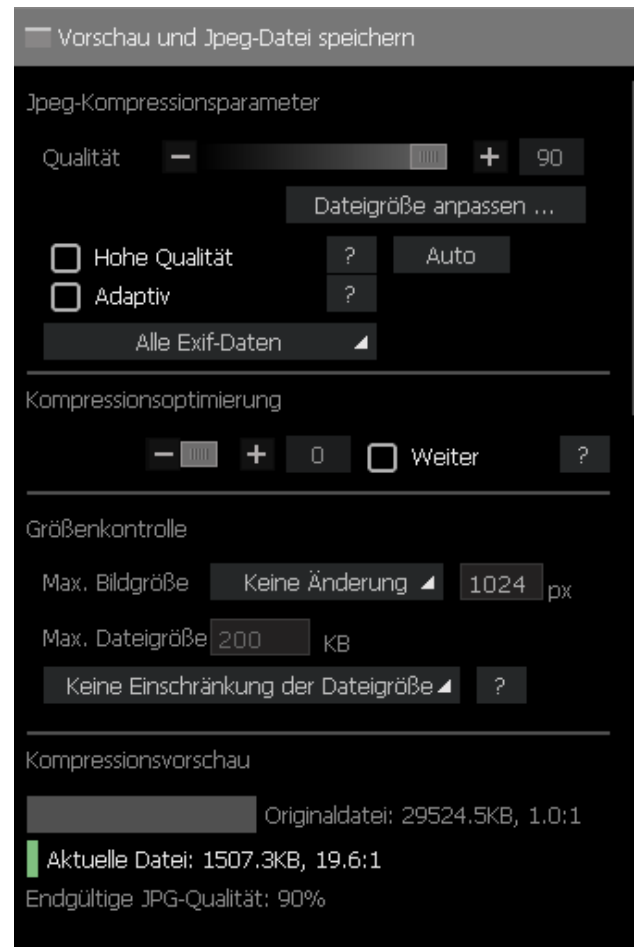 Vorschau und Jpeg-Datei speichern
Jpeg-Kompressionsparameter
Qualität 90
Dateigröße anpassen ...
Hohe Qualität ? Auto
Adaptiv ?
Alle Exif-Daten
Kompressionsoptimierung
0 Weiter ?
Größenkontrolle
Max. Bildgröße Keine Änderung 1024 px
Max. Dateigröße 200 KB
Keine Einschränkung der Dateigröße ?
Kompressionsvorschau
Originaldatei: 29524.5KB, 1.0:1
Aktuelle Datei: 1507.3KB, 19.6:1
Endgültige JPG-Qualität: 90%